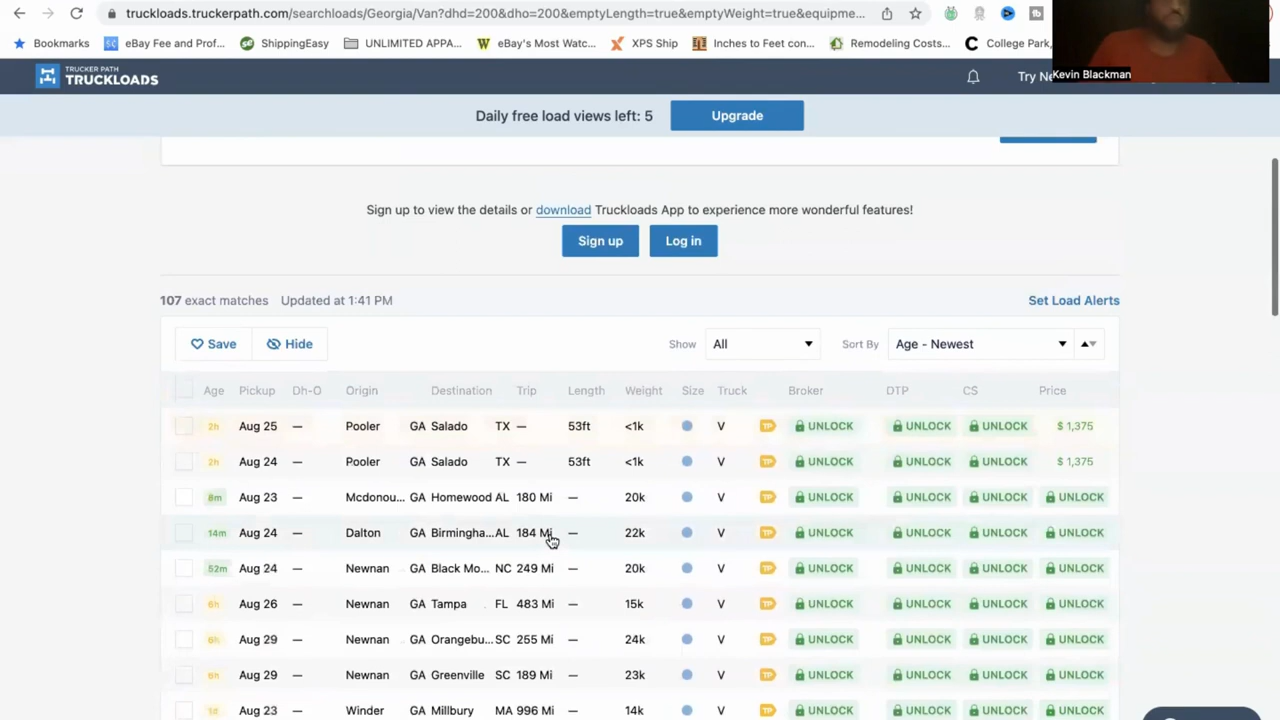 truckloads.truckerpath.com/searchloads/Georgia/Van?dhd=200&dho=200&emptyLength=true&emptyWeight=true&equipme...
Bookmarks eBay Fee and Prof... ShippingEasy UNLIMITED APPA... eBay's Most Watc... XPS Ship Inches to Feet con... Remodeling Costs... College Park,
Kevin Blackman
TRUCKER PATH
TRUCKLOADS
Try Ne
Daily free load views left: 5 Upgrade
Sign up to view the details or download Truckloads App to experience more wonderful features!
Sign up Log in
107 exact matches Updated at 1:41 PM Set Load Alerts
Save Hide Show All Sort By Age - Newest
Age Pickup Dh-O Origin Destination Trip Length Weight Size Truck Broker DTP CS Price
2h Aug 25 — Pooler GA Salado TX — 53ft <1k V TP UNLOCK UNLOCK UNLOCK $ 1,375
2h Aug 24 — Pooler GA Salado TX — 53ft <1k V TP UNLOCK UNLOCK UNLOCK $ 1,375
8m Aug 23 — Mcdonou... GA Homewood AL 180 Mi — 20k V TP UNLOCK UNLOCK UNLOCK UNLOCK
14m Aug 24 — Dalton GA Birmingha... AL 184 Mi — 22k V TP UNLOCK UNLOCK UNLOCK UNLOCK
52m Aug 24 — Newnan GA Black Mo... NC 249 Mi — 20k V TP UNLOCK UNLOCK UNLOCK UNLOCK
6h Aug 26 — Newnan GA Tampa FL 483 Mi — 15k V TP UNLOCK UNLOCK UNLOCK UNLOCK
6h Aug 29 — Newnan GA Orangebu... SC 255 Mi — 24k V TP UNLOCK UNLOCK UNLOCK UNLOCK
6h Aug 29 — Newnan GA Greenville SC 189 Mi — 23k V TP UNLOCK UNLOCK UNLOCK UNLOCK
1d Aug 23 — Winder GA Millbury MA 996 Mi — 14k V TP UNLOCK UNLOCK UNLOCK UNLOCK